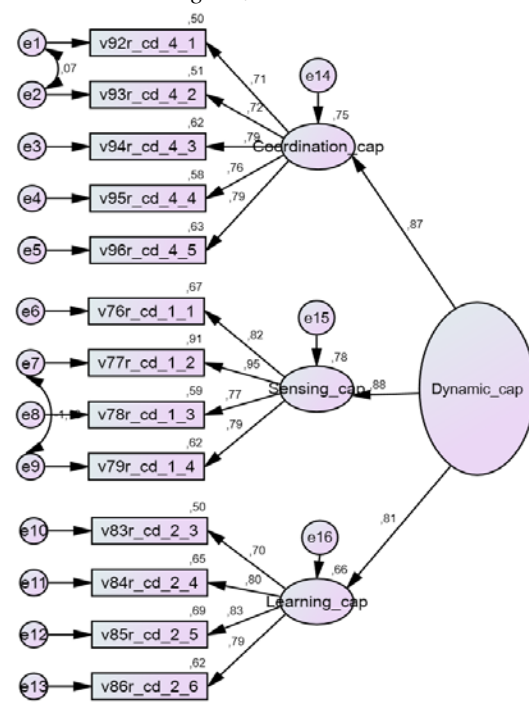 ,50
e1
v92r_cd_4_1
,07
,71
e14
,51
e2
v93r_cd_4_2
,72
,75
,62
e3
v94r_cd_4_3
,79
Coordination_cap
,58
e4
v95r_cd_4_4
,76
,63
e5
v96r_cd_4_5
,79
,87
,67
e6
v76r_cd_1_1
,82
e15
,91
e7
v77r_cd_1_2
,95
,78
,59
e8
v78r_cd_1_3
,77
Sensing_cap
,88
Dynamic_cap
,62
e9
v79r_cd_1_4
,79
,50
e10
v83r_cd_2_3
,70
e16
,81
,65
e11
v84r_cd_2_4
,80
,66
,69
e12
v85r_cd_2_5
,83
Learning_cap
,62
e13
v86r_cd_2_6
,79